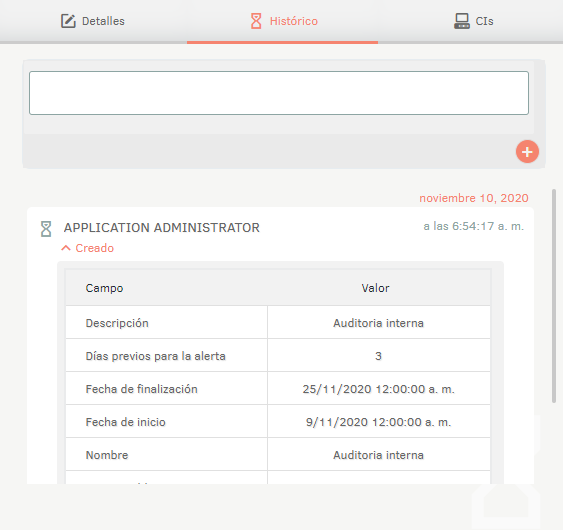 Detalles Histórico CIs
noviembre 10, 2020
APPLICATION ADMINISTRATOR a las 6:54:17 a. m.
Creado
Campo Valor
Descripción Auditoria interna
Días previos para la alerta 3
Fecha de finalización 25/11/2020 12:00:00 a. m.
Fecha de inicio 9/11/2020 12:00:00 a. m.
Nombre Auditoria interna